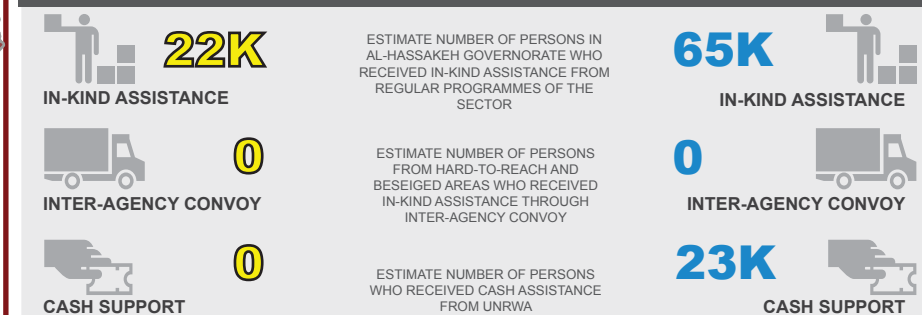 22K
IN-KIND ASSISTANCE
ESTIMATE NUMBER OF PERSONS IN
AL-HASSAKEH GOVERNORATE WHO
RECEIVED IN-KIND ASSISTANCE FROM
REGULAR PROGRAMMES OF THE
SECTOR
65K
IN-KIND ASSISTANCE
0
INTER-AGENCY CONVOY
ESTIMATE NUMBER OF PERSONS
FROM HARD-TO-REACH AND
BESEIGED AREAS WHO RECEIVED
IN-KIND ASSISTANCE THROUGH
INTER-AGENCY CONVOY
0
INTER-AGENCY CONVOY
0
CASH SUPPORT
ESTIMATE NUMBER OF PERSONS
WHO RECEIVED CASH ASSISTANCE
FROM UNRWA
23K
CASH SUPPORT